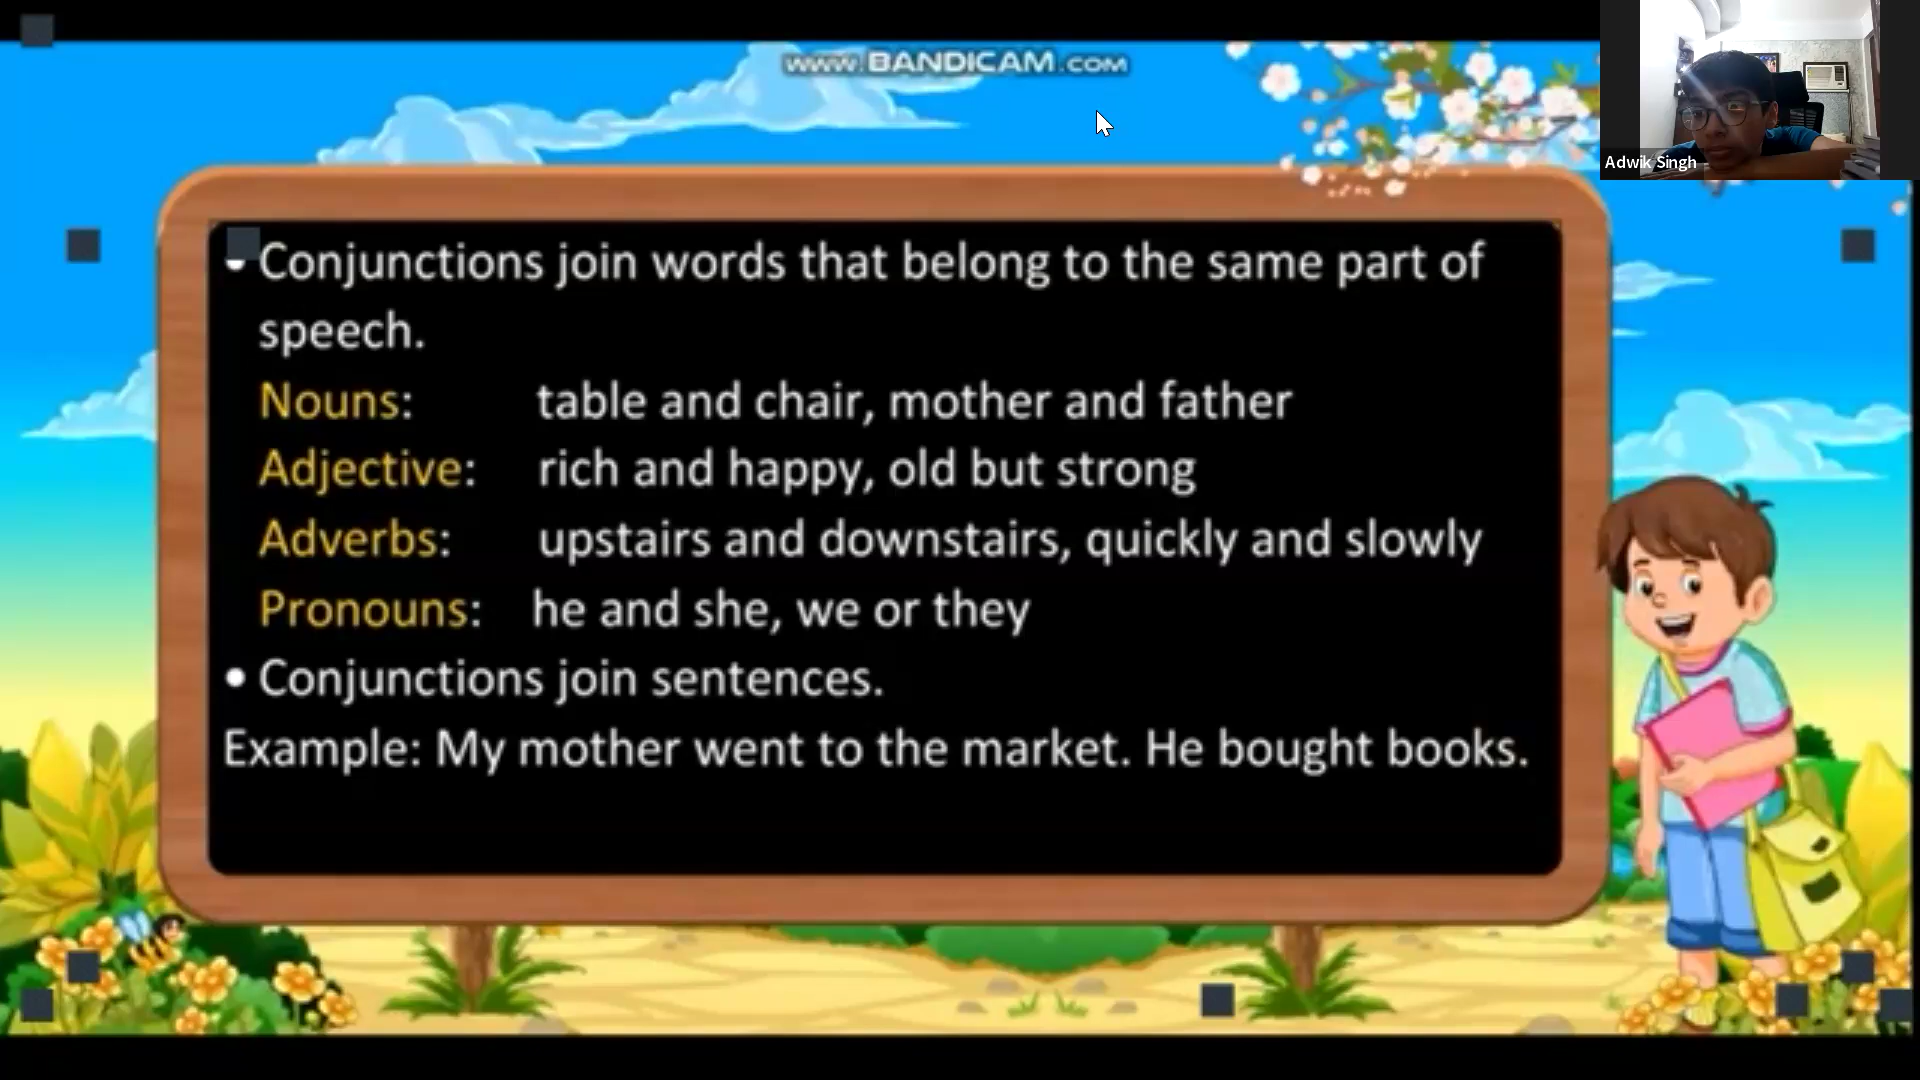 www.BANDICAM.COM
Adwik Singh
• Conjunctions join words that belong to the same part of
speech.
Nouns: table and chair, mother and father
Adjective: rich and happy, old but strong
Adverbs: upstairs and downstairs, quickly and slowly
Pronouns: he and she, we or they
• Conjunctions join sentences.
Example: My mother went to the market. He bought books.